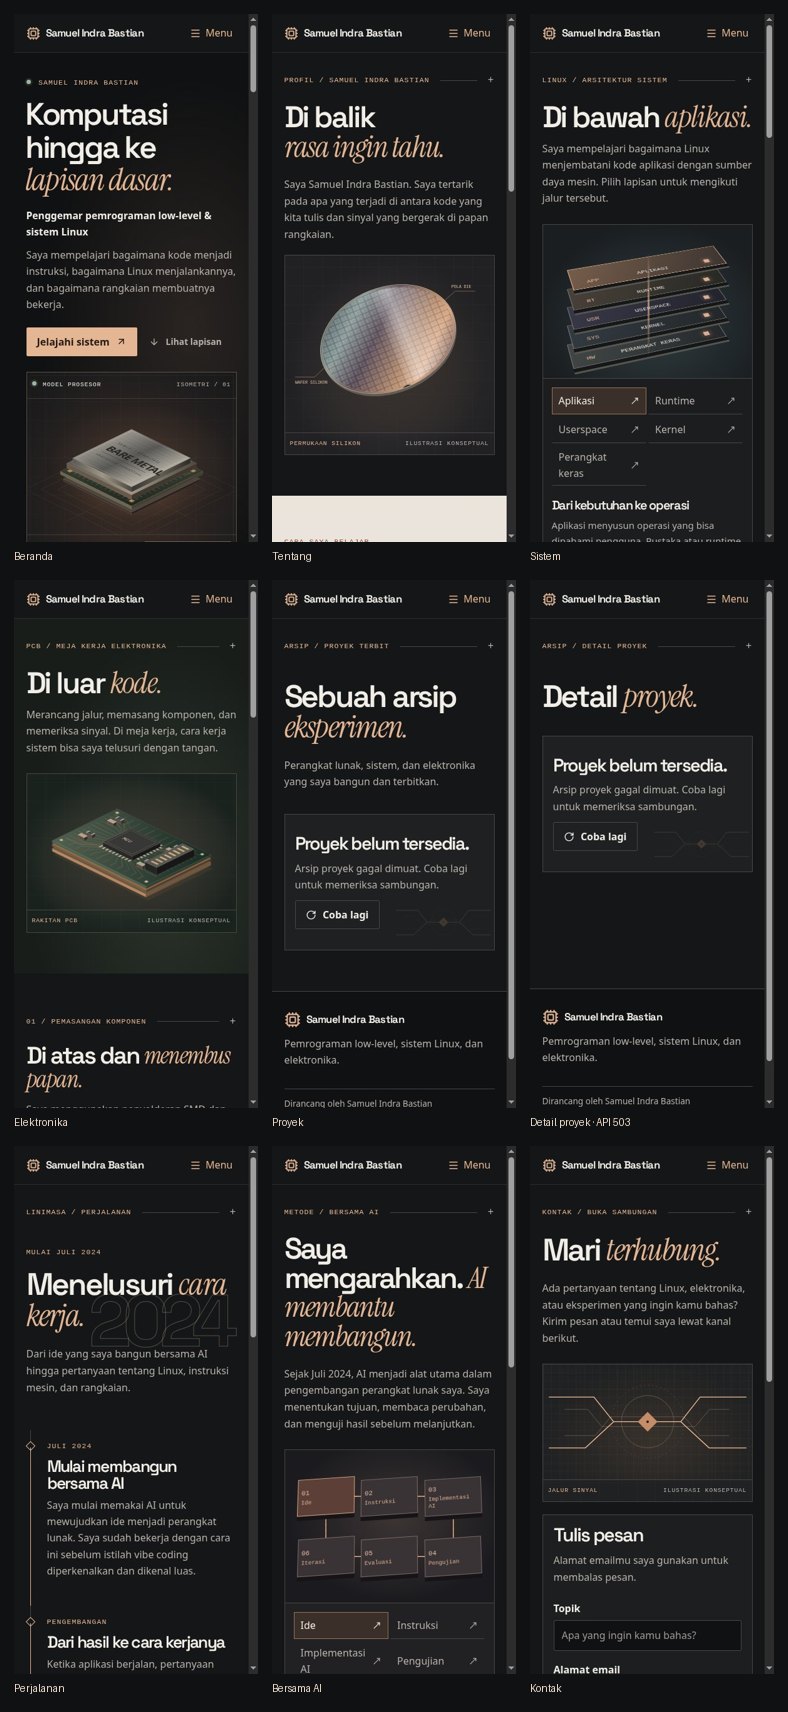 Samuel Indra Bastian
Menu
SAMUEL INDRA BASTIAN
Komputasi
hingga ke
lapisan dasar.
Penggemar pemrograman low-level &
sistem Linux
Saya mempelajari bagaimana kode menjadi
instruksi, bagaimana Linux menjalankannya,
dan bagaimana rangkaian membuatnya
bekerja.
Jelajahi sistem
Lihat lapisan
MODEL PROSESOR
ISOMETRI / 01
BARE METAL
Beranda
Samuel Indra Bastian
Menu
PROFIL / SAMUEL INDRA BASTIAN
Di balik
rasa ingin tahu.
Saya Samuel Indra Bastian. Saya tertarik
pada apa yang terjadi di antara kode yang
kita tulis dan sinyal yang bergerak di papan
rangkaian.
POLA DIE
WAFER SILIKON
PERMUKAAN SILIKON
ILUSTRASI KONSEPTUAL
CARA SAYA BELAJAR
Tentang
Samuel Indra Bastian
Menu
LINUX / ARSITEKTUR SISTEM
Di bawah aplikasi.
Saya mempelajari bagaimana Linux
menjembatani kode aplikasi dengan sumber
daya mesin. Pilih lapisan untuk mengikuti
jalur tersebut.
APP
APLIKASI
RT
RUNTIME
USR
USERSPACE
SYS
KERNEL
HW
PERANGKAT KERAS
Aplikasi
Runtime
Userspace
Kernel
Perangkat
keras
Dari kebutuhan ke operasi
Aplikasi menyusun operasi yang bisa
dipahami pengguna. Pustaka atau runtime
Sistem
Samuel Indra Bastian
Menu
PCB / MEJA KERJA ELEKTRONIKA
Di luar kode.
Merancang jalur, memasang komponen, dan
memeriksa sinyal. Di meja kerja, cara kerja
sistem bisa saya telusuri dengan tangan.
RAKITAN PCB
ILUSTRASI KONSEPTUAL
01 / PEMASANGAN KOMPONEN
Di atas dan menembus
papan.
Elektronika
Samuel Indra Bastian
Menu
ARSIP / PROYEK TERBIT
Sebuah arsip
eksperimen.
Perangkat lunak, sistem, dan elektronika
yang saya bangun dan terbitkan.
Proyek belum tersedia.
Arsip proyek gagal dimuat. Coba lagi
untuk memeriksa sambungan.
Coba lagi
Samuel Indra Bastian
Pemrograman low-level, sistem Linux, dan
elektronika.
Dirancang oleh Samuel Indra Bastian
Proyek
Samuel Indra Bastian
Menu
ARSIP / DETAIL PROYEK
Detail proyek.
Proyek belum tersedia.
Arsip proyek gagal dimuat. Coba lagi
untuk memeriksa sambungan.
Coba lagi
Samuel Indra Bastian
Pemrograman low-level, sistem Linux, dan
elektronika.
Dirancang oleh Samuel Indra Bastian
Detail proyek · API 503
Samuel Indra Bastian
Menu
LINIMASA / PERJALANAN
MULAI JULI 2024
Menelusuri cara
kerja.
2024
Dari ide yang saya bangun bersama AI
hingga pertanyaan tentang Linux, instruksi
mesin, dan rangkaian.
JULI 2024
Mulai membangun
bersama AI
Saya mulai memakai AI untuk
mewujudkan ide menjadi perangkat
lunak. Saya sudah bekerja dengan cara
ini sebelum istilah vibe coding
diperkenalkan dan dikenal luas.
PENGEMBANGAN
Dari hasil ke cara kerjanya
Ketika aplikasi berjalan, pertanyaan
Perjalanan
Samuel Indra Bastian
Menu
METODE / BERSAMA AI
Saya
mengarahkan. AI
membantu
membangun.
Sejak Juli 2024, AI menjadi alat utama dalam
pengembangan perangkat lunak saya. Saya
menentukan tujuan, membaca perubahan,
dan menguji hasil sebelum melanjutkan.
01
Ide
02
Instruksi
03
Implementasi
AI
06
Iterasi
05
Evaluasi
04
Pengujian
Ide
Instruksi
Implementasi
AI
Pengujian
Bersama AI
Samuel Indra Bastian
Menu
KONTAK / BUKA SAMBUNGAN
Mari terhubung.
Ada pertanyaan tentang Linux, elektronika,
atau eksperimen yang ingin kamu bahas?
Kirim pesan atau temui saya lewat kanal
berikut.
JALUR SINYAL
ILUSTRASI KONSEPTUAL
Tulis pesan
Alamat emailmu saya gunakan untuk
membalas pesan.
Topik
Apa yang ingin kamu bahas?
Alamat email
Kontak